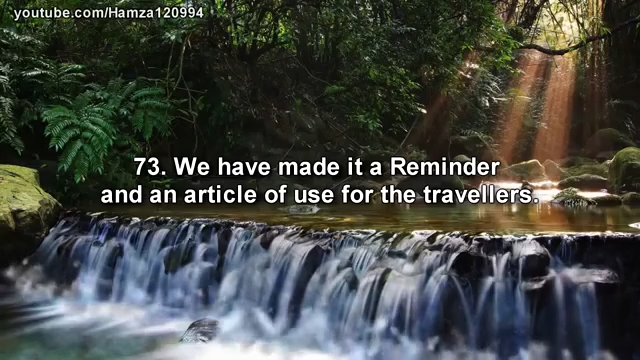 youtube.com/Hamza120994
73. We have made it a Reminder
and an article of use for the travellers.